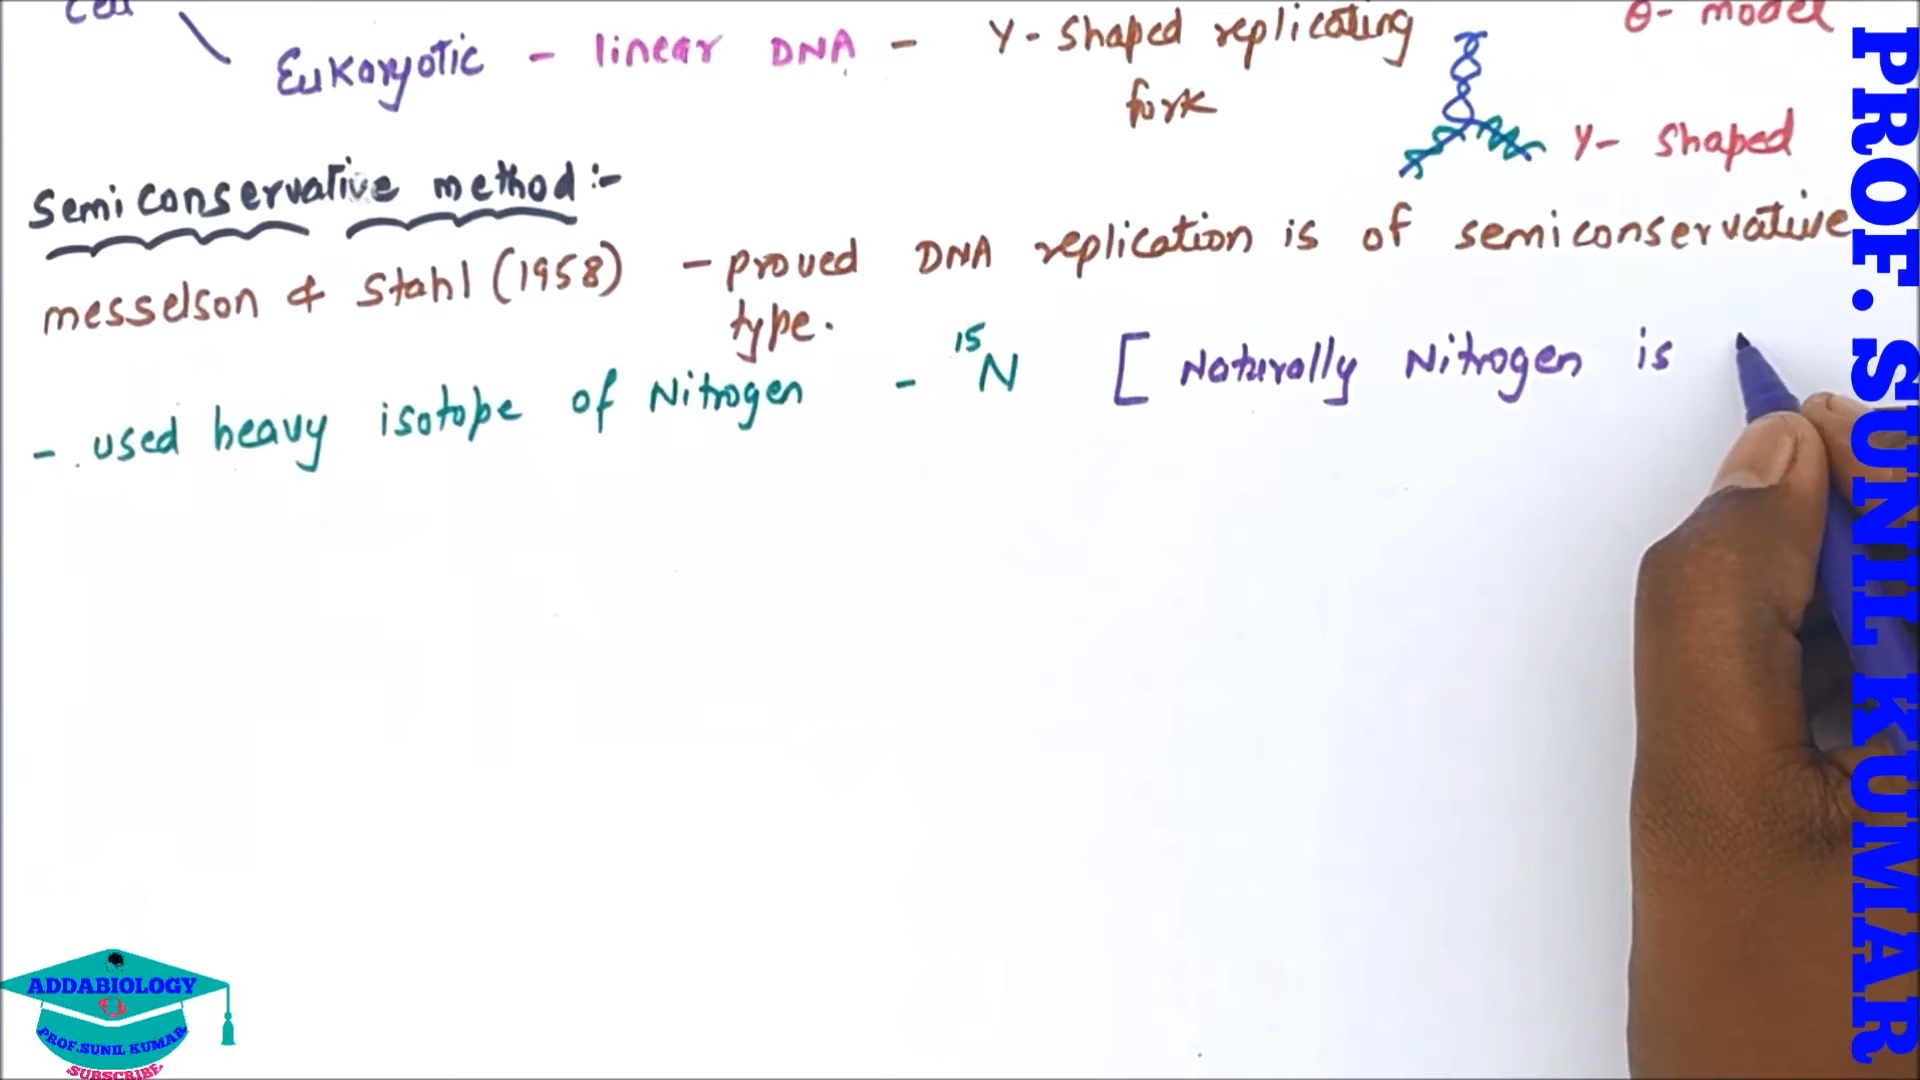 Cell
Eukaryotic - linear DNA - Y-shaped replicating
fork
θ- model
Y- shaped
Semiconservative method:-
messelson & Stahl (1958) - proved DNA replication is of semiconservative
type.
- used heavy isotope of Nitrogen - ¹⁵N [ Naturally Nitrogen is
PROF. SUNIL KUMAR
ADDABIOLOGY
PROF.SUNIL KUMAR
SUBSCRIBE